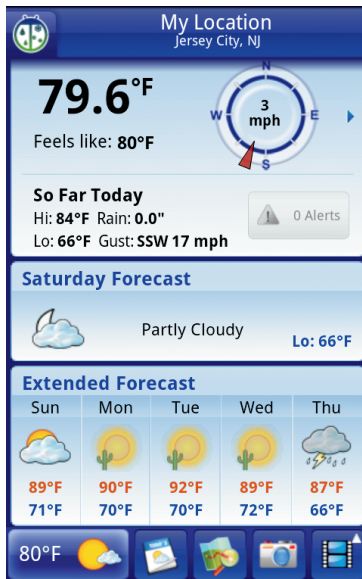 My Location
Jersey City, NJ
79.6°F
Feels like: 80°F
N
W
E
S
3
mph
So Far Today
Hi: 84°F Rain: 0.0"
Lo: 66°F Gust: SSW 17 mph
0 Alerts
Saturday Forecast
Partly Cloudy
Lo: 66°F
Extended Forecast
Sun Mon Tue Wed Thu
89°F 90°F 92°F 89°F 87°F
71°F 70°F 70°F 72°F 66°F
80°F